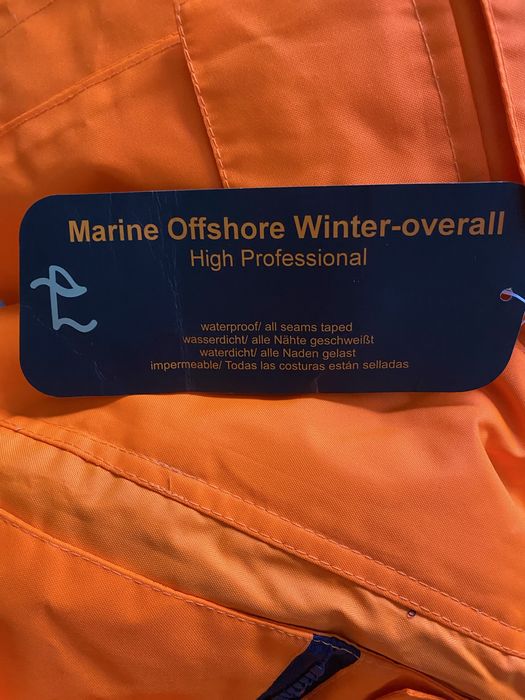 Marine Offshore Winter-overall
High Professional
waterproof/ all seams taped
wasserdicht/ alle Nähte geschweißt
waterdicht/ alle Naden gelast
impermeable/ Todas las costuras están selladas